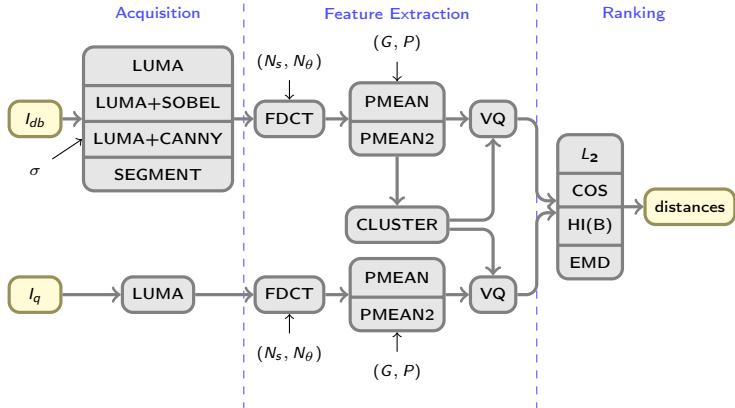 Acquisition
Feature Extraction
Ranking
(G, P)
(N_s, N_θ)
LUMA
LUMA+SOBEL
LUMA+CANNY
SEGMENT
I_db
σ
FDCT
PMEAN
PMEAN2
VQ
CLUSTER
L_2
COS
HI(B)
EMD
distances
I_q
LUMA
FDCT
PMEAN
PMEAN2
VQ
(N_s, N_θ)
(G, P)